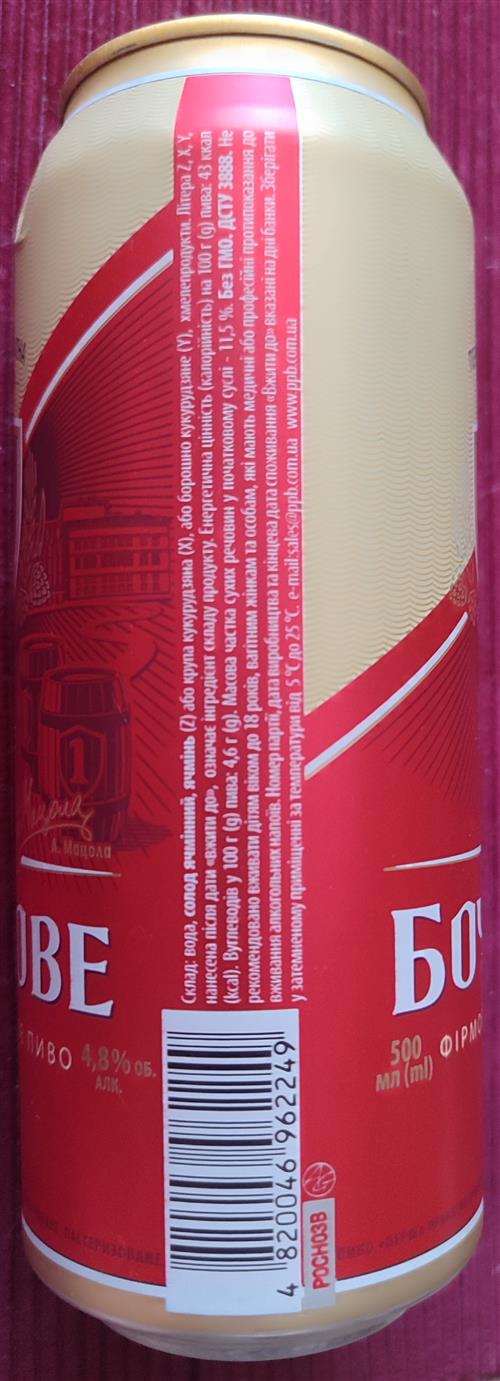 Склад: вода, солод ячмінний, ячмінь (Z) або крупа кукурудзяна (X), або борошно кукурудзяне (Y), хмелепродукти. Літера Z, X, Y,
нанесена після дати «вжити до», означає інгредієнт складу продукту. Енергетична цінність (калорійність) на 100 г (g) пива: 43 ккал
(kcal). Вуглеводів у 100 г (g) пива: 4,6 г (g). Масова частка сухих речовин у початковому суслі - 11,5 %. Без ГМО. ДСТУ 3888. Не
рекомендовано вживати дітям віком до 18 років, вагітним жінкам та особам, які мають медичні або професійні протипоказання до
вживання алкогольних напоїв. Номер партії, дата виробництва та кінцева дата споживання «Вжити до» вказані на дні банки. Зберігати
у затемненому приміщенні за температури від 5 °C до 25 °C. e-mail:sales@ppb.com.ua www.ppb.com.ua
1
А. Мацола
ОВЕ
ПИВО
4,8% ОБ.
АЛК.
ПАСТЕРИЗОВАНЕ
4 820046 962249
POCH03B
БОЧ
500
мл (ml)
ФІРМО